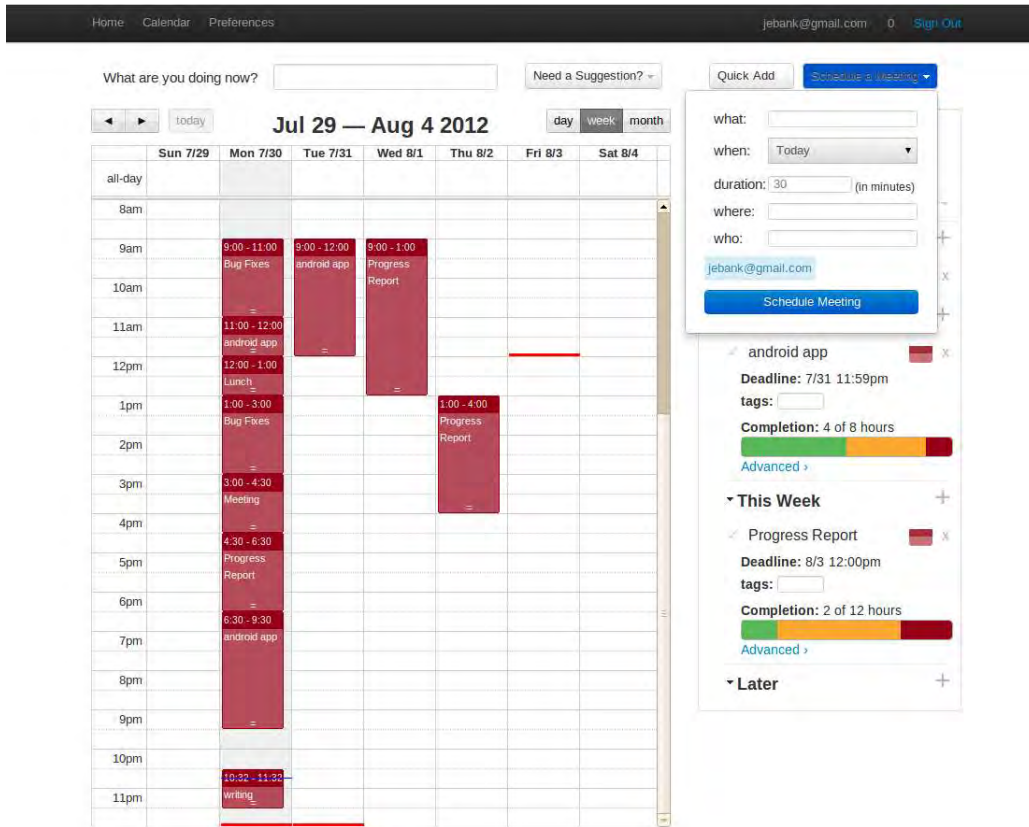 Home Calendar Preferences jebank@gmail.com 0 Sign Out
What are you doing now? Need a Suggestion? Quick Add Schedule a Meeting
◄ ► today Jul 29 — Aug 4 2012 day week month
Sun 7/29 Mon 7/30 Tue 7/31 Wed 8/1 Thu 8/2 Fri 8/3 Sat 8/4
all-day
8am
9am
10am
11am
12pm
1pm
2pm
3pm
4pm
5pm
6pm
7pm
8pm
9pm
10pm
11pm
9:00 - 11:00
Bug Fixes
11:00 - 12:00
android app
12:00 - 1:00
Lunch
1:00 - 3:00
Bug Fixes
3:00 - 4:30
Meeting
4:30 - 6:30
Progress
Report
6:30 - 9:30
android app
10:32 - 11:32
writing
9:00 - 12:00
android app
9:00 - 1:00
Progress
Report
1:00 - 4:00
Progress
Report
what:
when: Today
duration: 30 (in minutes)
where:
who:
jebank@gmail.com
Schedule Meeting
x
android app x
Deadline: 7/31 11:59pm
tags:
Completion: 4 of 8 hours
Advanced ›
This Week +
Progress Report x
Deadline: 8/3 12:00pm
tags:
Completion: 2 of 12 hours
Advanced ›
Later +